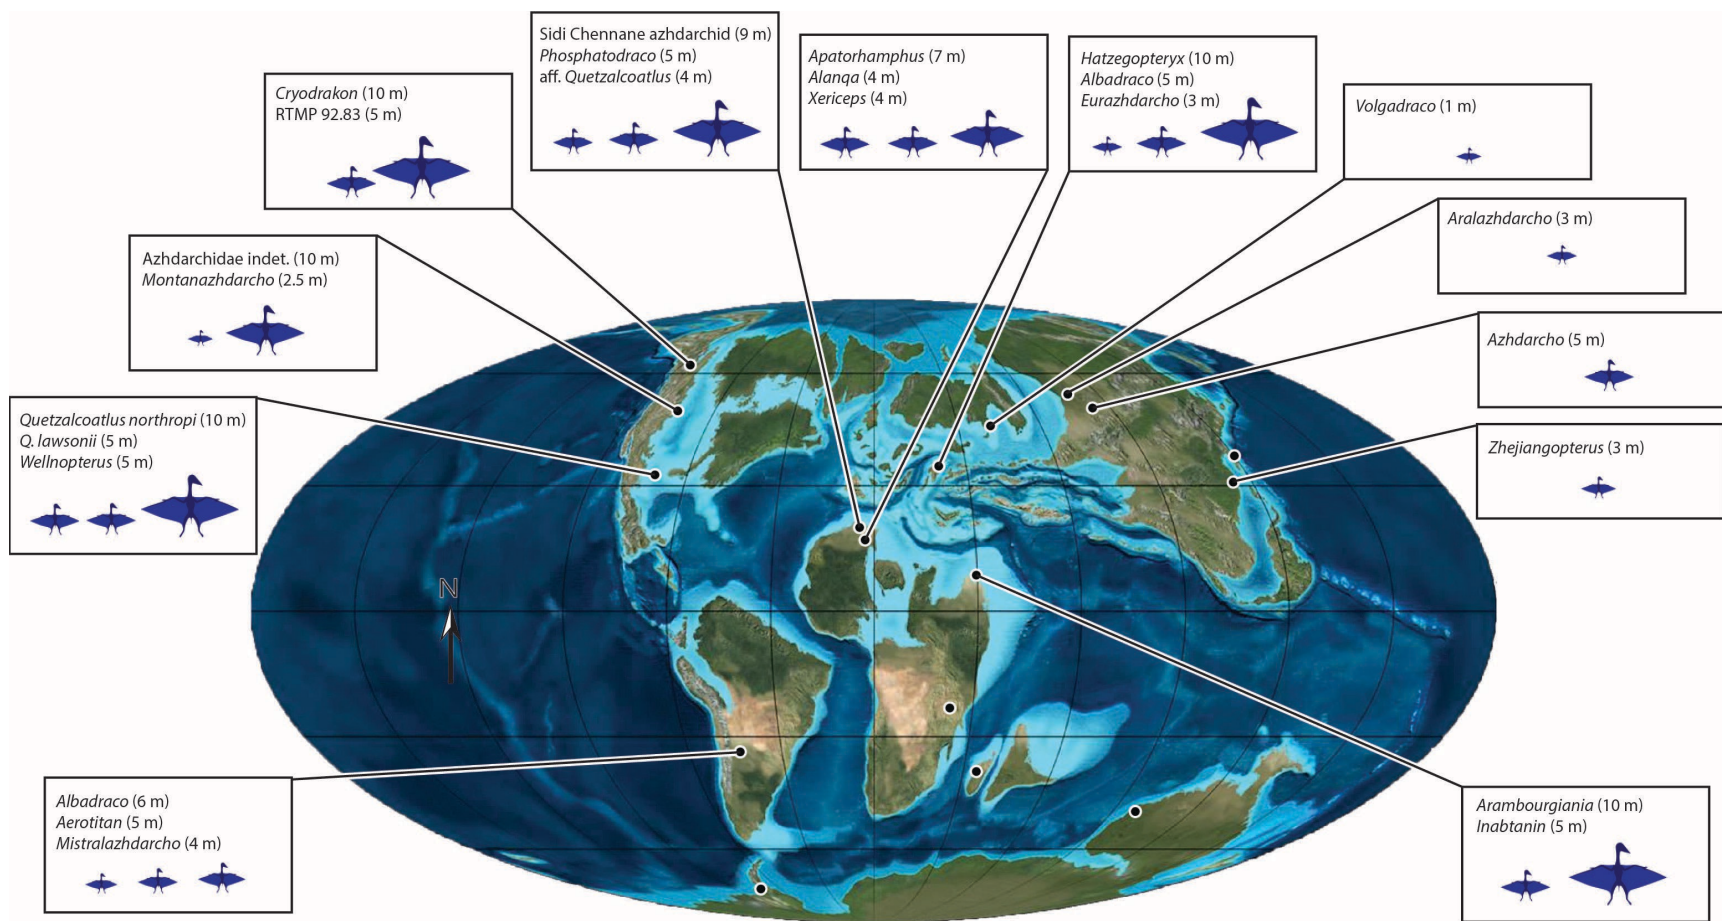 Sidi Chennane azhdarchid (9 m)
Phosphatodraco (5 m)
aff. Quetzalcoatlus (4 m)
Apatorhamphus (7 m)
Alanqa (4 m)
Xericeps (4 m)
Hatzegopteryx (10 m)
Albadraco (5 m)
Eurazhdarcho (3 m)
Cryodrakon (10 m)
RTMP 92.83 (5 m)
Volgadraco (1 m)
Aralazhdarcho (3 m)
Azhdarchidae indet. (10 m)
Montanazhdarcho (2.5 m)
Azhdarcho (5 m)
Quetzalcoatlus northropi (10 m)
Q. lawsonii (5 m)
Wellnopterus (5 m)
Zhejiangopterus (3 m)
N
Albadraco (6 m)
Aerotitan (5 m)
Mistralazhdarcho (4 m)
Arambourgiania (10 m)
Inabtanin (5 m)